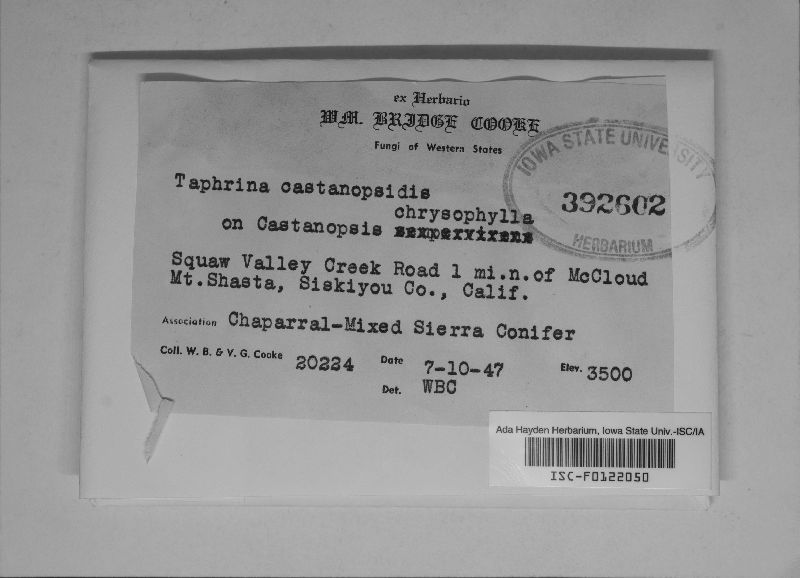 ex Herbario
WM. BRIDGE COOKE
Fungi of Western States
IOWA STATE UNIVERSITY
392602
HERBARIUM
Taphrina castanopsidis
chrysophylla
on Castanopsis sempervirens
Squaw Valley Creek Road 1 mi.n.of McCloud
Mt.Shasta, Siskiyou Co., Calif.
Association Chaparral-Mixed Sierra Conifer
Coll. W. B. & V. G. Cooke 20224 Date 7-10-47 Elev. 3500
Det. WBC
Ada Hayden Herbarium, Iowa State Univ.-ISC/IA
ISC-F0122050